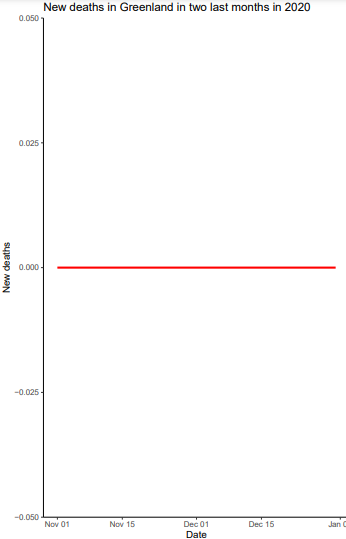 New deaths in Greenland in two last months in 2020
0.050
0.025
0.000
−0.025
−0.050
New deaths
Nov 01 Nov 15 Dec 01 Dec 15 Jan
Date